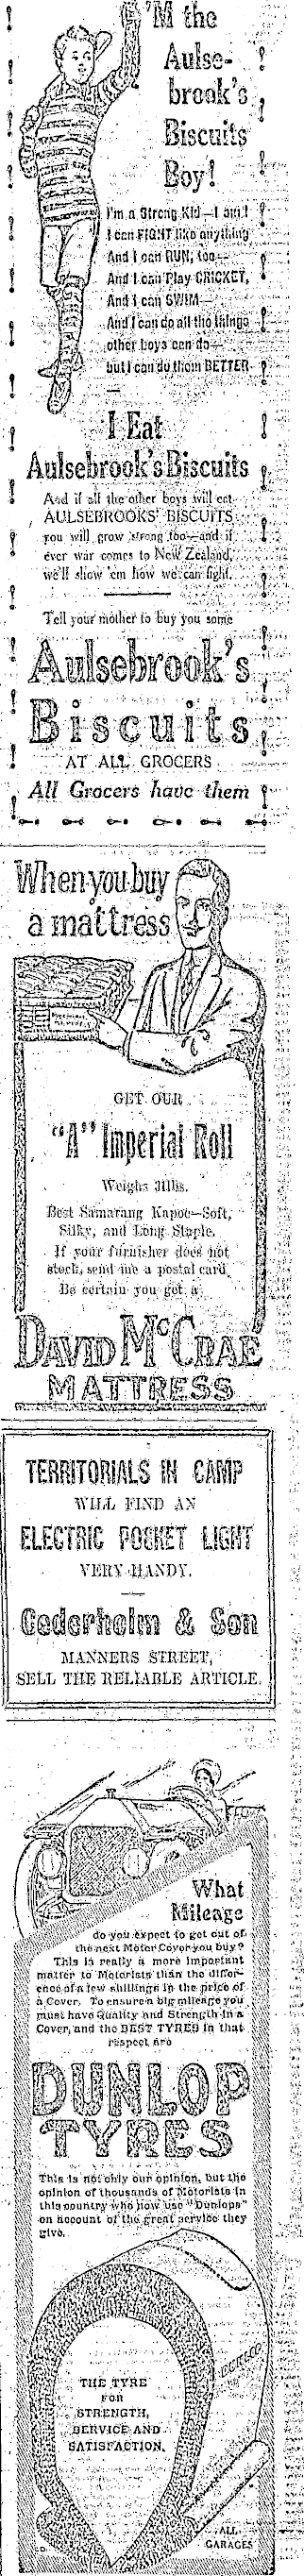 I'M the
Aulse-
brook's
Biscuits
Boy!
I'm a Strong Kid—I am!
I can FIGHT like anything
And I can RUN, too—
And I can Play CRICKET,
And I can SWIM—
And I can do all the things
other boys can do—
but I can do them BETTER
—
I Eat
Aulsebrook's Biscuits
And if all the other boys will eat
AULSEBROOKS' BISCUITS
you will grow strong too—and if
ever war comes to New Zealand,
we'll show 'em how we can fight.
Tell your mother to buy you some
Aulsebrook's
Biscuits
AT ALL GROCERS
All Grocers have them
When you buy
a mattress
GET OUR
"A" Imperial Roll
Weighs 31lbs.
Best Samarang Kapoc—Soft,
Silky, and Long Staple.
If your furnisher does not
stock, send me a postal card.
Be certain you get a
DAVID McCRAE
MATTRESS
TERRITORIALS IN CAMP
WILL FIND AN
ELECTRIC POCKET LIGHT
VERY HANDY.
Cederholm & Son
MANNERS STREET,
SELL THE RELIABLE ARTICLE.
What
Mileage
do you expect to get out of
the next Motor Cover you buy?
This is really a more important
matter to Motorists than the differ-
ence of a few shillings in the price of
a Cover. To ensure a big mileage you
must have Quality and Strength in a
Cover, and the BEST TYRES in that
respect are
DUNLOP
TYRES
This is not only our opinion, but the
opinion of thousands of Motorists in
this country who now use "Dunlops"
on account of the great service they
give.
THE TYRE
FOR
STRENGTH,
SERVICE AND
SATISFACTION.
ALL
GARAGES